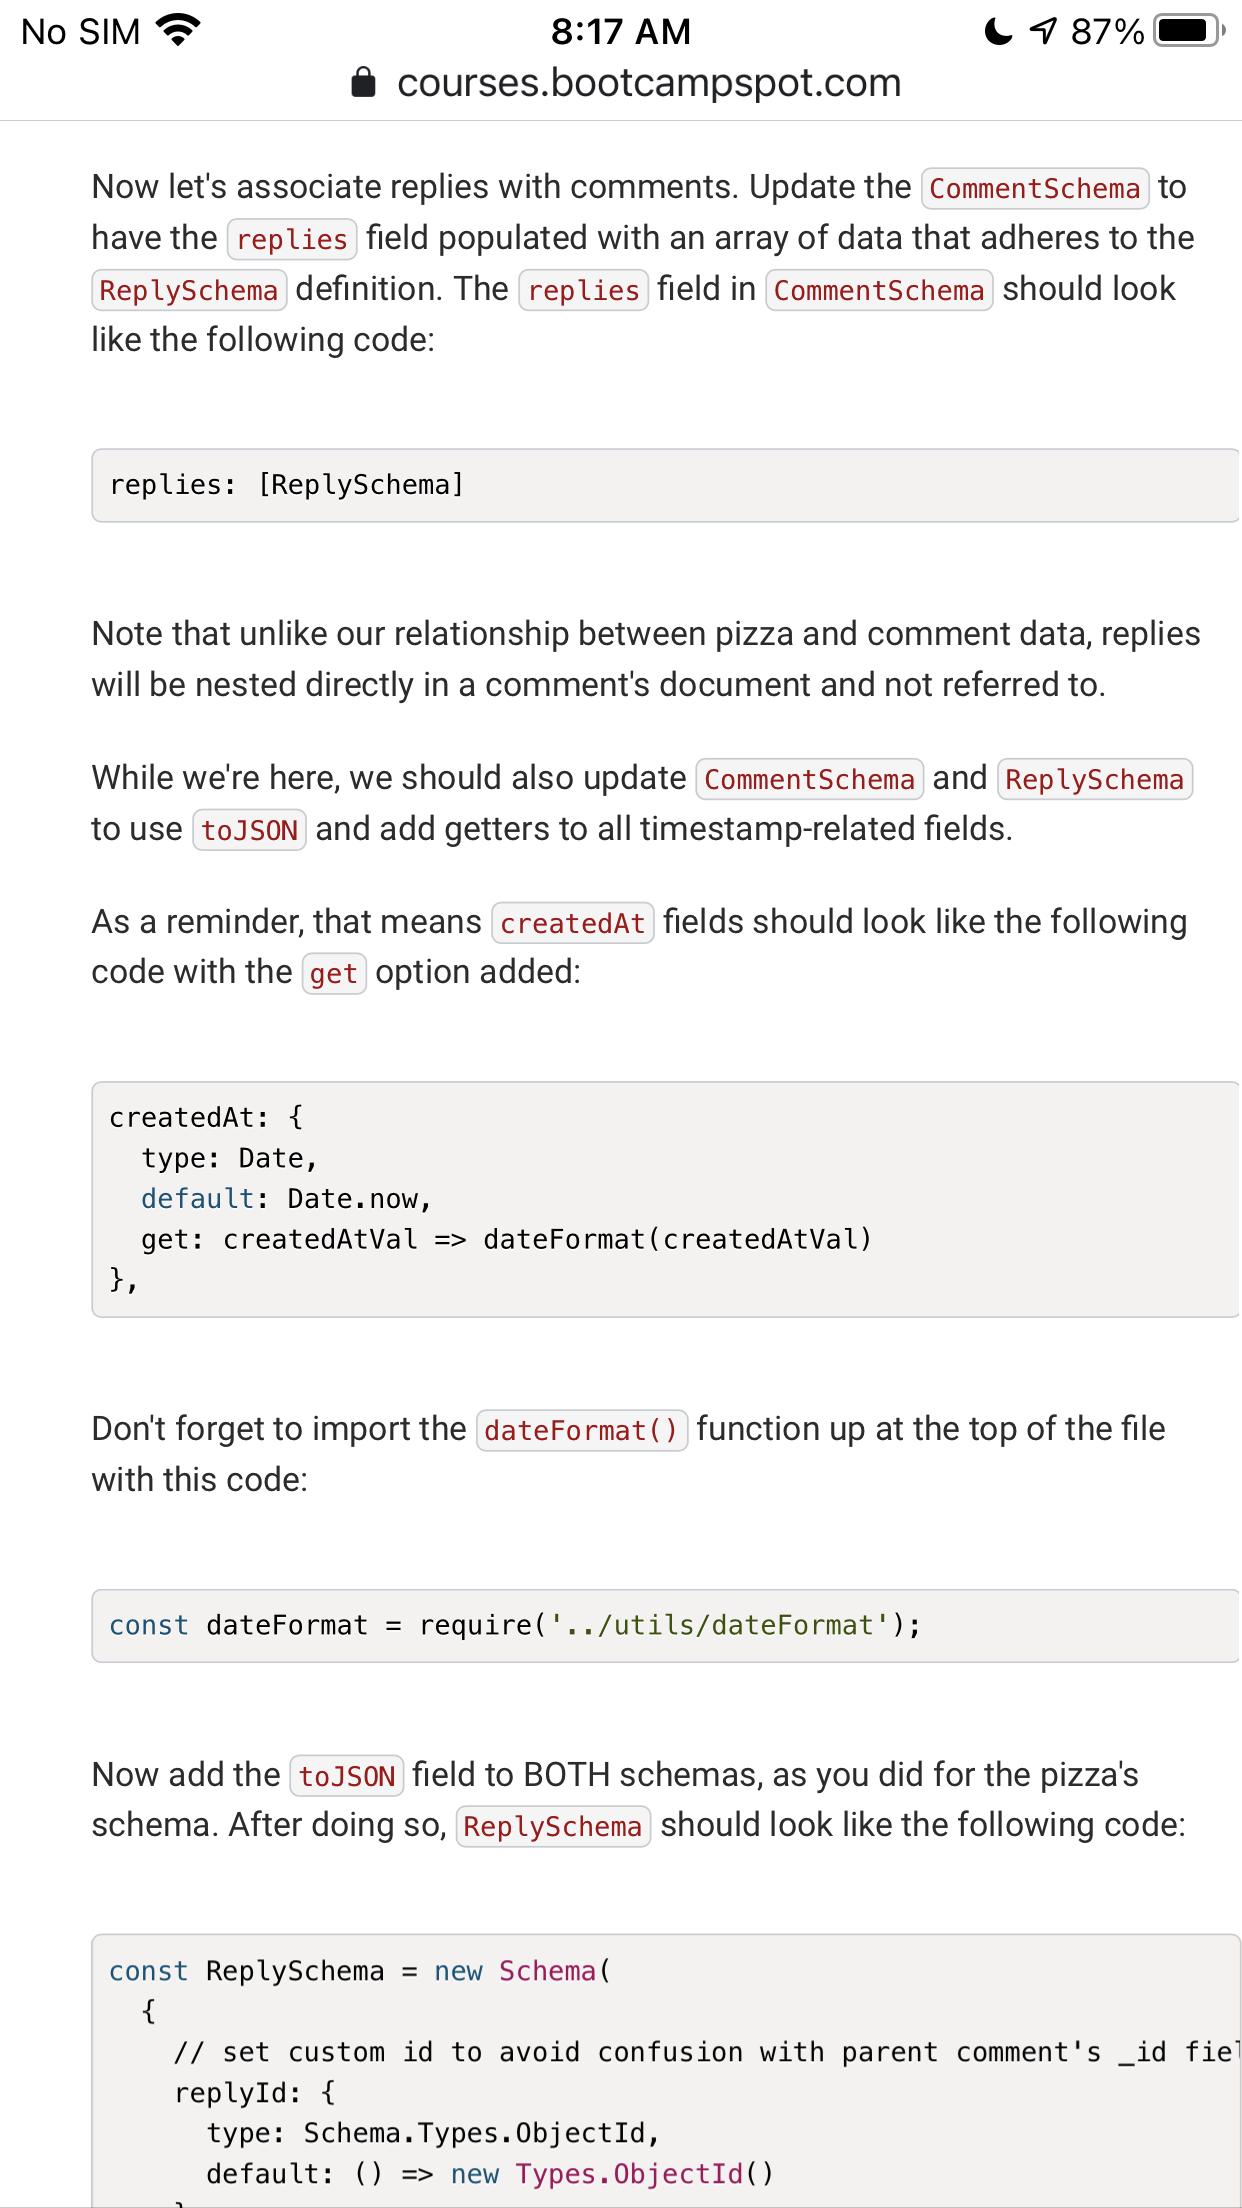 No SIM 8:17 AM 87%
courses.bootcampspot.com
Now let's associate replies with comments. Update the CommentSchema to
have the replies field populated with an array of data that adheres to the
ReplySchema definition. The replies field in CommentSchema should look
like the following code:
replies: [ReplySchema]
Note that unlike our relationship between pizza and comment data, replies
will be nested directly in a comment's document and not referred to.
While we're here, we should also update CommentSchema and ReplySchema
to use toJSON and add getters to all timestamp-related fields.
As a reminder, that means createdAt fields should look like the following
code with the get option added:
createdAt: {
type: Date,
default: Date.now,
get: createdAtVal => dateFormat(createdAtVal)
},
Don't forget to import the dateFormat() function up at the top of the file
with this code:
const dateFormat = require('../utils/dateFormat');
Now add the toJSON field to BOTH schemas, as you did for the pizza's
schema. After doing so, ReplySchema should look like the following code:
const ReplySchema = new Schema(
{
// set custom id to avoid confusion with parent comment's _id fiel
replyId: {
type: Schema.Types.ObjectId,
default: () => new Types.ObjectId()
}